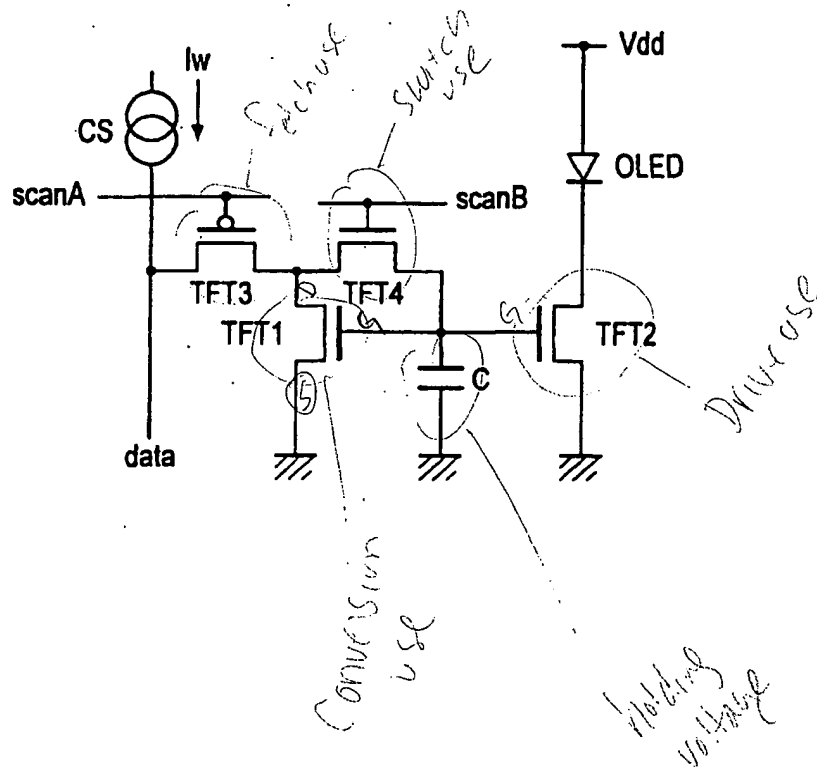 Iw
CS
Vdd
OLED
scanA
scanB
TFT3
TFT4
TFT1
TFT2
C
data
switch
use
D
G
S
G
Drive use
Conversion
use
Holding
voltage